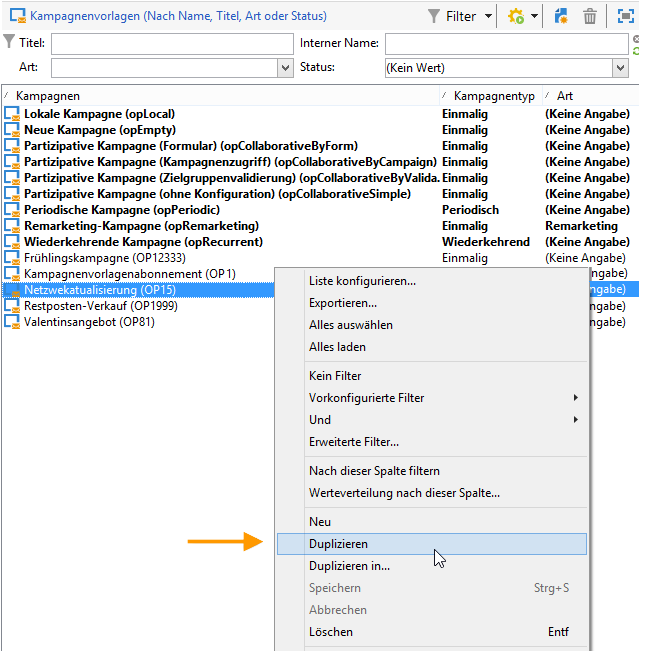 Kampagnenvorlagen (Nach Name, Titel, Art oder Status) Filter
Titel: Interner Name:
Art: Status: (Kein Wert)
Kampagnen Kampagnentyp Art
Lokale Kampagne (opLocal) Einmalig (Keine Angabe)
Neue Kampagne (opEmpty) Einmalig (Keine Angabe)
Partizipative Kampagne (Formular) (opCollaborativeByForm) Einmalig (Keine Angabe)
Partizipative Kampagne (Kampagnenzugriff) (opCollaborativeByCampaign) Einmalig (Keine Angabe)
Partizipative Kampagne (Zielgruppenvalidierung) (opCollaborativeByValida. Einmalig (Keine Angabe)
Partizipative Kampagne (ohne Konfiguration) (opCollaborativeSimple) Einmalig (Keine Angabe)
Periodische Kampagne (opPeriodic) Periodisch (Keine Angabe)
Remarketing-Kampagne (opRemarketing) Einmalig Remarketing
Wiederkehrende Kampagne (opRecurrent) Wiederkehrend (Keine Angabe)
Frühlingskampagne (OP12333) Einmalig (Keine Angabe)
Kampagnenvorlagenabonnement (OP1) ngabe)
Netzwekatualisierung (OP15) ngabe)
Restposten-Verkauf (OP1999) ngabe)
Valentinsangebot (OP81) ngabe)
Liste konfigurieren...
Exportieren...
Alles auswählen
Alles laden
Kein Filter
Vorkonfigurierte Filter
Und
Erweiterte Filter...
Nach dieser Spalte filtern
Werteverteilung nach dieser Spalte...
Neu
Duplizieren
Duplizieren in...
Speichern Strg+S
Abbrechen
Löschen Entf